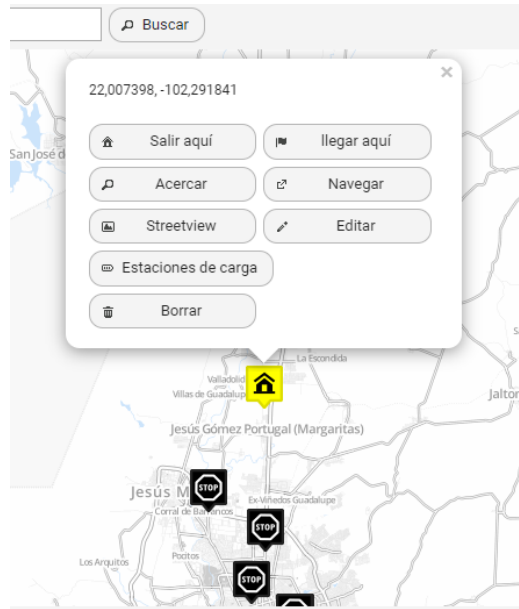 Buscar
22,007398, -102,291841
Salir aquí
llegar aquí
Acercar
Navegar
Streetview
Editar
Estaciones de carga
Borrar
San José d
La Escondida
Valladolid
Villas de Guadalup
Jalto
Jesús Gómez Portugal (Margaritas)
Jesús M
STOP
Corral de Barrancos
Ex-Viñedos Guadalupe
STOP
Los Arquitos
Pocitos
STOP